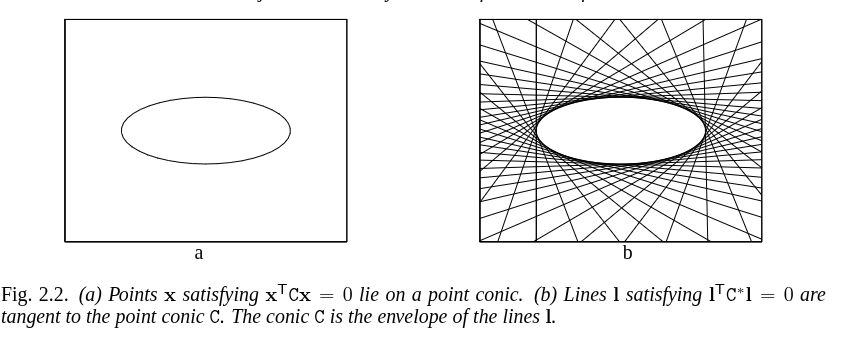 a b
Fig. 2.2. (a) Points x satisfying xᵀCx = 0 lie on a point conic. (b) Lines l satisfying lᵀC*l = 0 are
tangent to the point conic C. The conic C is the envelope of the lines l.